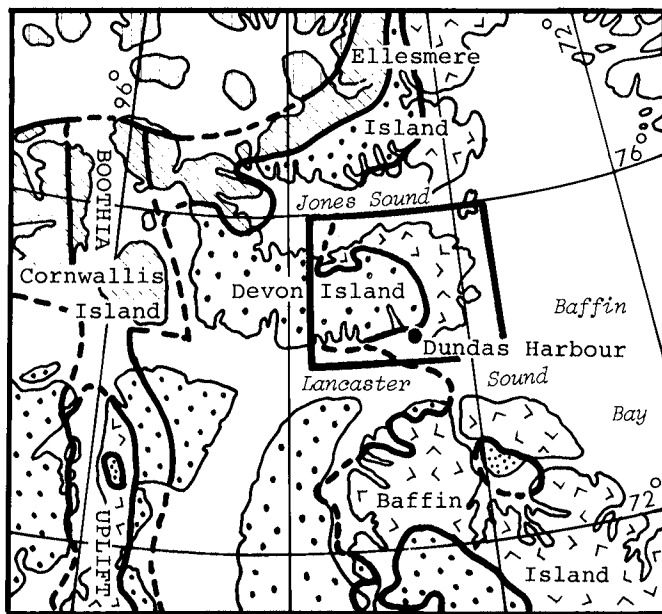 Ellesmere
Island
72°
96°
76°
BOOTHIA
Jones Sound
Cornwallis
Island
Devon Island
Baffin
Dundas Harbour
Lancaster Sound
Bay
Baffin
72°
UPLIFT
Island